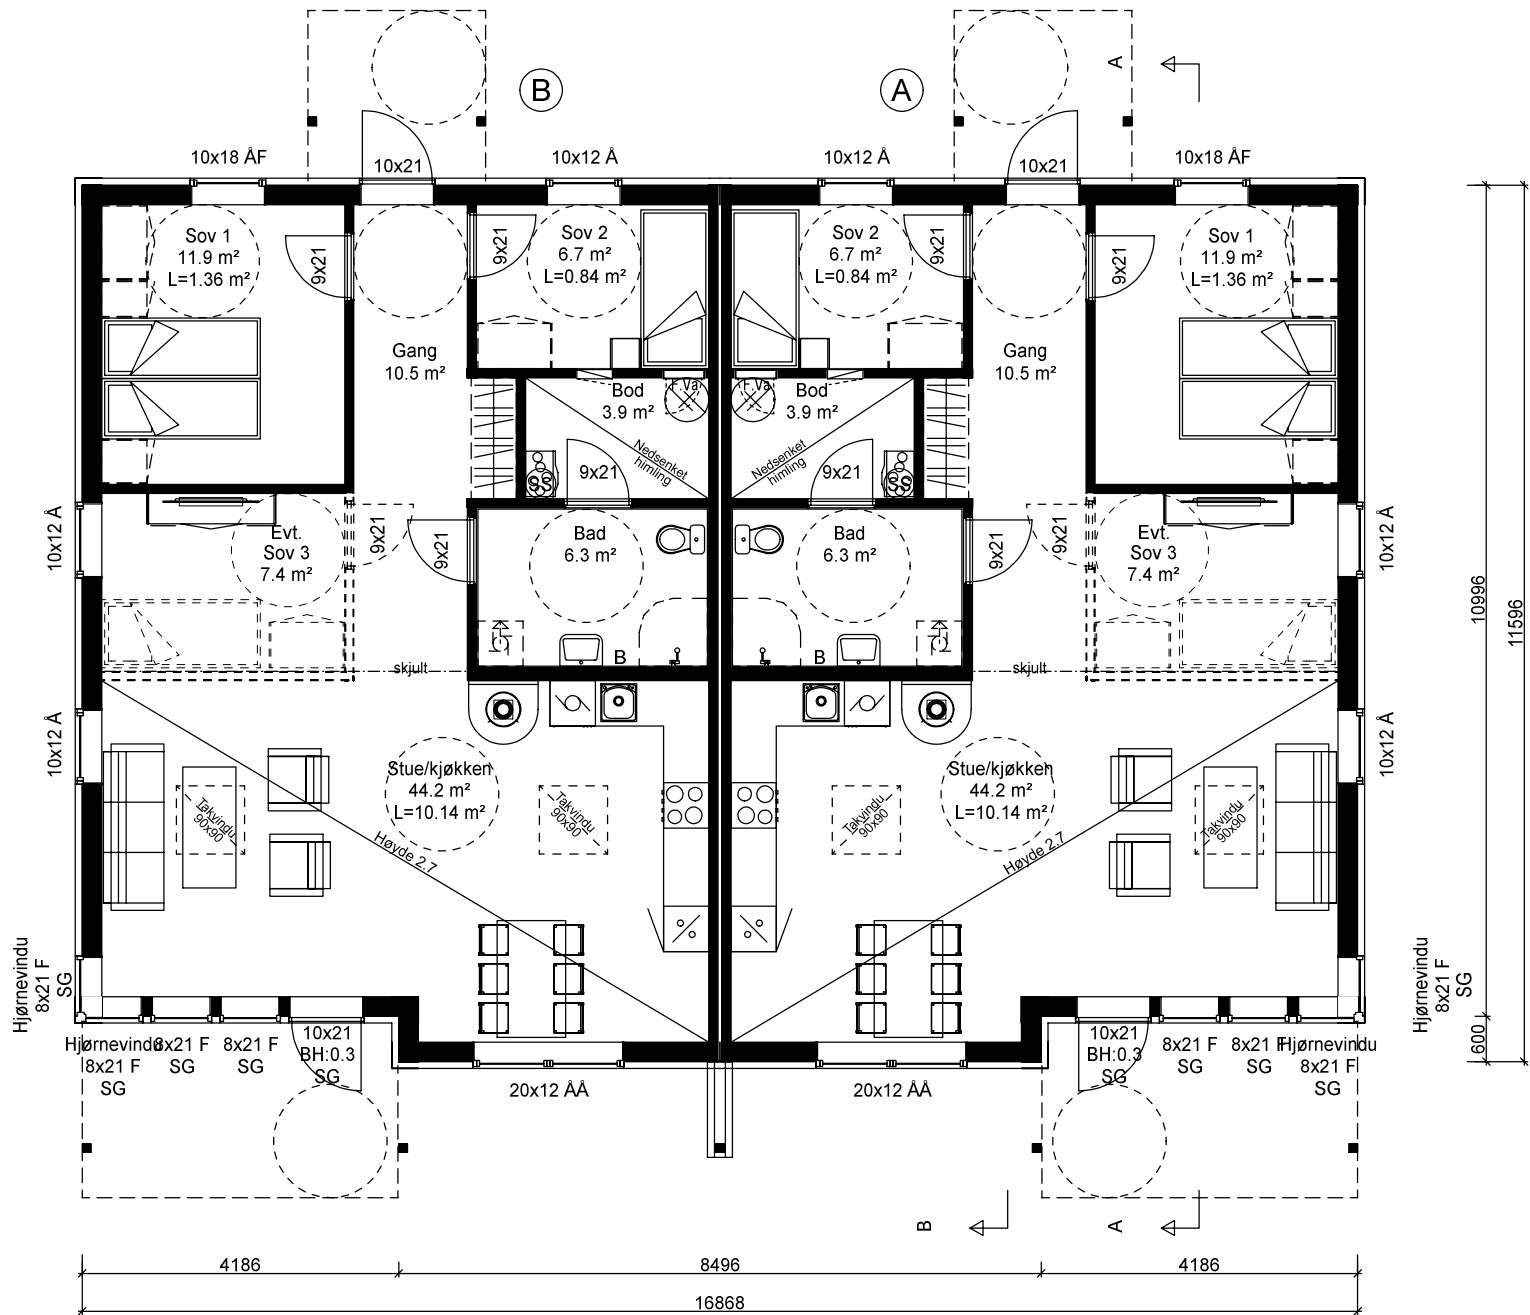 B
A
A
10x18 ÅF
10x21
10x12 Å
10x12 Å
10x21
10x18 ÅF
Sov 1
11.9 m²
L=1.36 m²
9x21
9x21
Sov 2
6.7 m²
L=0.84 m²
Sov 2
6.7 m²
L=0.84 m²
9x21
9x21
Sov 1
11.9 m²
L=1.36 m²
Gang
10.5 m²
Gang
10.5 m²
Bod
3.9 m²
F.Va
F.Va
Bod
3.9 m²
Nedsenket
himling
Nedsenket
himling
SS
9x21
9x21
SS
10x12 Å
Evt.
Sov 3
7.4 m²
9x21
9x21
Bad
6.3 m²
Bad
6.3 m²
9x21
9x21
Evt.
Sov 3
7.4 m²
10x12 Å
10996
11596
B
B
skjult
skjult
10x12 Å
10x12 Å
Stue/kjøkken
44.2 m²
L=10.14 m²
Stue/kjøkken
44.2 m²
L=10.14 m²
Takvindu
90x90
Takvindu
90x90
Takvindu
90x90
Takvindu
90x90
Høyde 2.7
Høyde 2.7
Hjørnevindu
8x21 F
SG
Hjørnevindu
8x21 F
SG
600
Hjørnevindu
8x21 F
SG
8x21 F
SG
8x21 F
SG
10x21
BH:0.3
SG
20x12 ÅÅ
20x12 ÅÅ
10x21
BH:0.3
SG
8x21 F
SG
8x21 F
SG
Hjørnevindu
8x21 F
SG
B
A
4186
8496
4186
16868